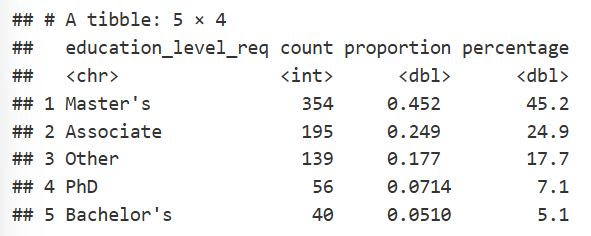 ## # A tibble: 5 × 4
##   education_level_req count proportion percentage
##   <chr>               <int>      <dbl>      <dbl>
## 1 Master's              354     0.452        45.2
## 2 Associate             195     0.249        24.9
## 3 Other                 139     0.177        17.7
## 4 PhD                    56     0.0714        7.1
## 5 Bachelor's             40     0.0510        5.1